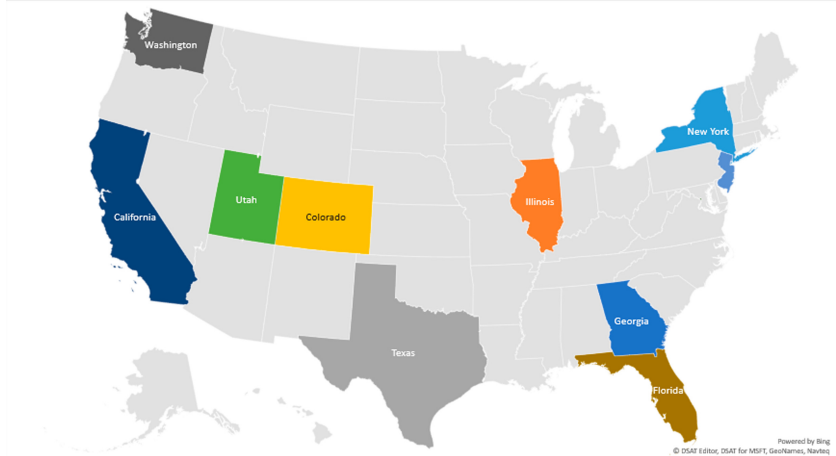 Washington
New York
Utah
Illinois
California
Colorado
Georgia
Texas
Florida
Powered by Bing
© DSAT Editor, DSAT for MSFT, GeoNames, Navteq